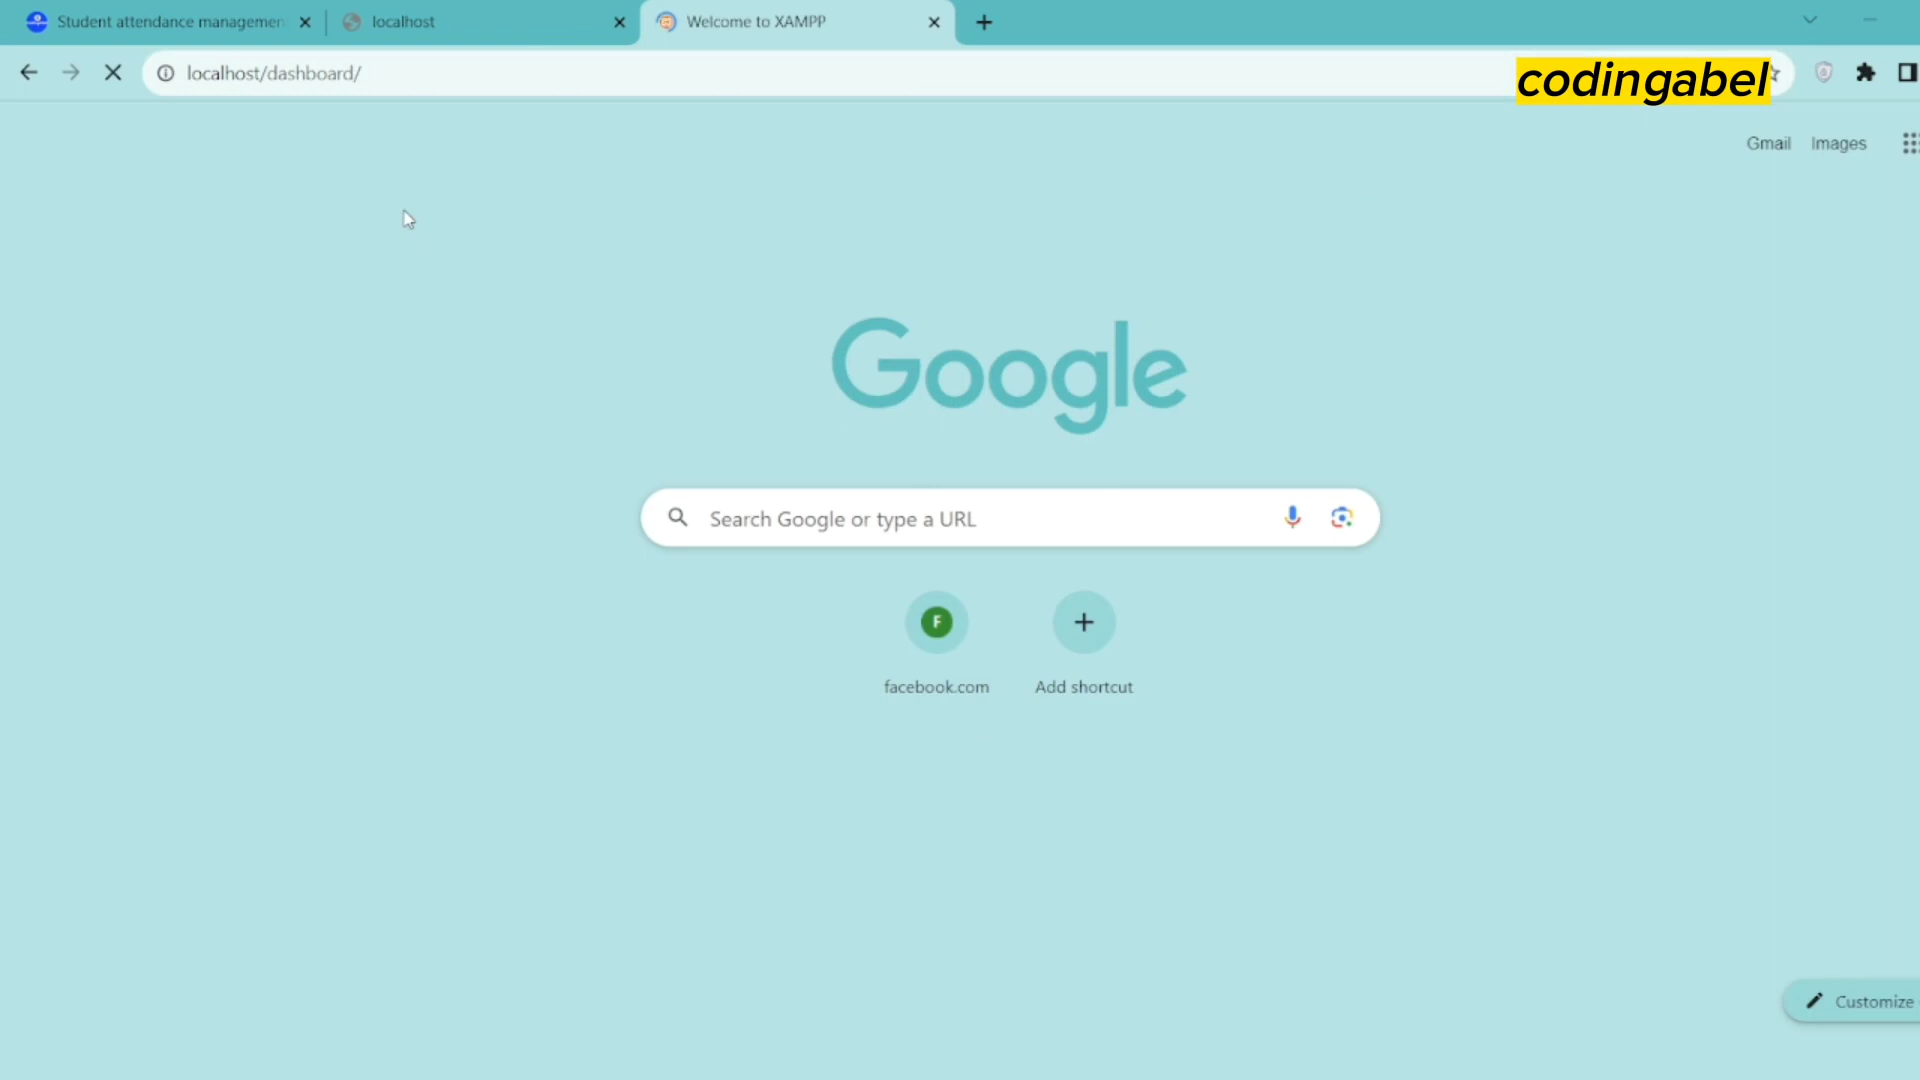 Student attendance managemen
localhost
Welcome to XAMPP
localhost/dashboard/
codingabel
Gmail
Images
Google
Search Google or type a URL
F
facebook.com
Add shortcut
Customize